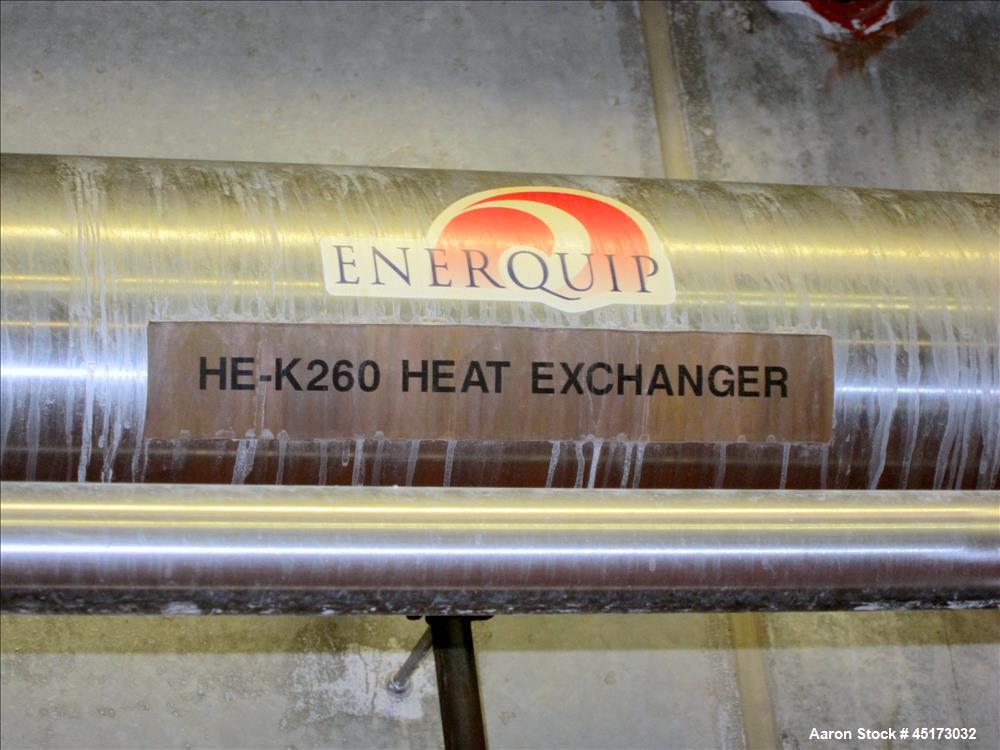 ENERQUIP
HE-K260 HEAT EXCHANGER
Aaron Stock # 45173032